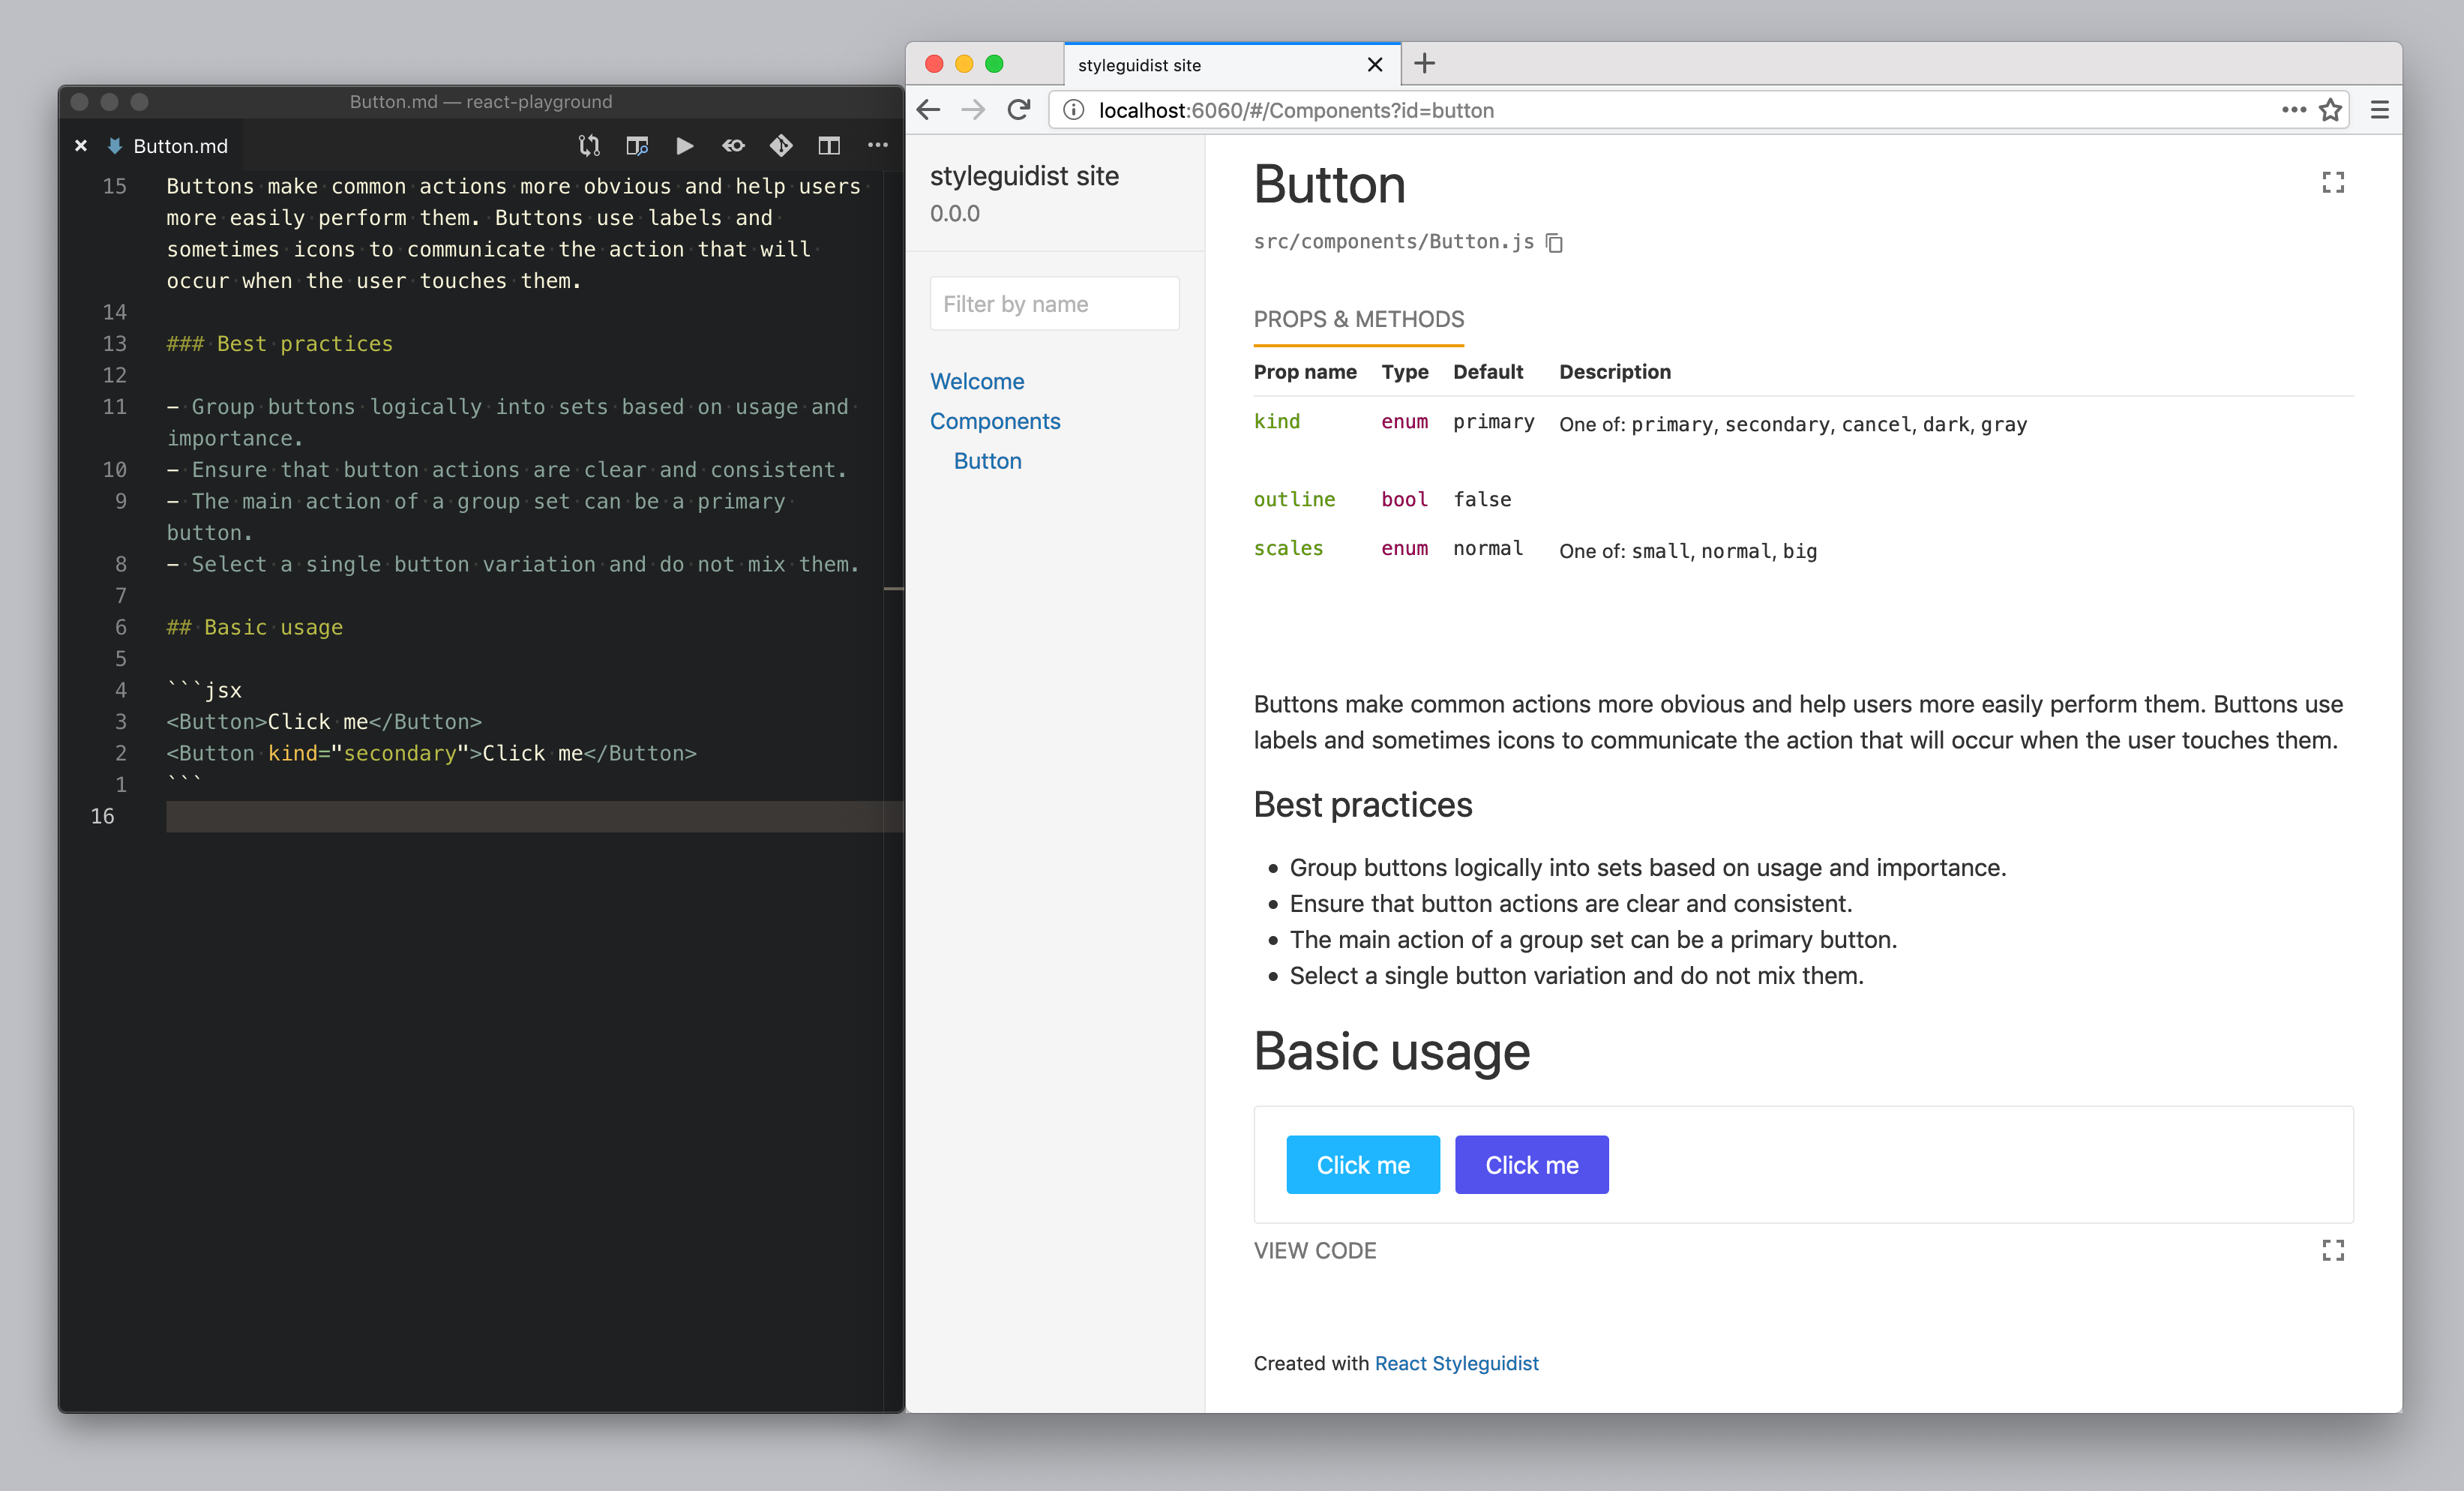 Button.md — react-playground
Button.md
15 Buttons make common actions more obvious and help users
more easily perform them. Buttons use labels and
sometimes icons to communicate the action that will
occur when the user touches them.
14
13 ### Best practices
12
11 - Group buttons logically into sets based on usage and
importance.
10 - Ensure that button actions are clear and consistent.
9 - The main action of a group set can be a primary
button.
8 - Select a single button variation and do not mix them.
7
6 ## Basic usage
5
4 ```jsx
3 <Button>Click me</Button>
2 <Button kind="secondary">Click me</Button>
1 ```
16
styleguidist site
localhost:6060/#/Components?id=button
styleguidist site
0.0.0
Filter by name
Welcome
Components
Button
Button
src/components/Button.js
PROPS & METHODS
Prop name Type Default Description
kind enum primary One of: primary, secondary, cancel, dark, gray
outline bool false
scales enum normal One of: small, normal, big
Buttons make common actions more obvious and help users more easily perform them. Buttons use
labels and sometimes icons to communicate the action that will occur when the user touches them.
Best practices
• Group buttons logically into sets based on usage and importance.
• Ensure that button actions are clear and consistent.
• The main action of a group set can be a primary button.
• Select a single button variation and do not mix them.
Basic usage
Click me Click me
VIEW CODE
Created with React Styleguidist